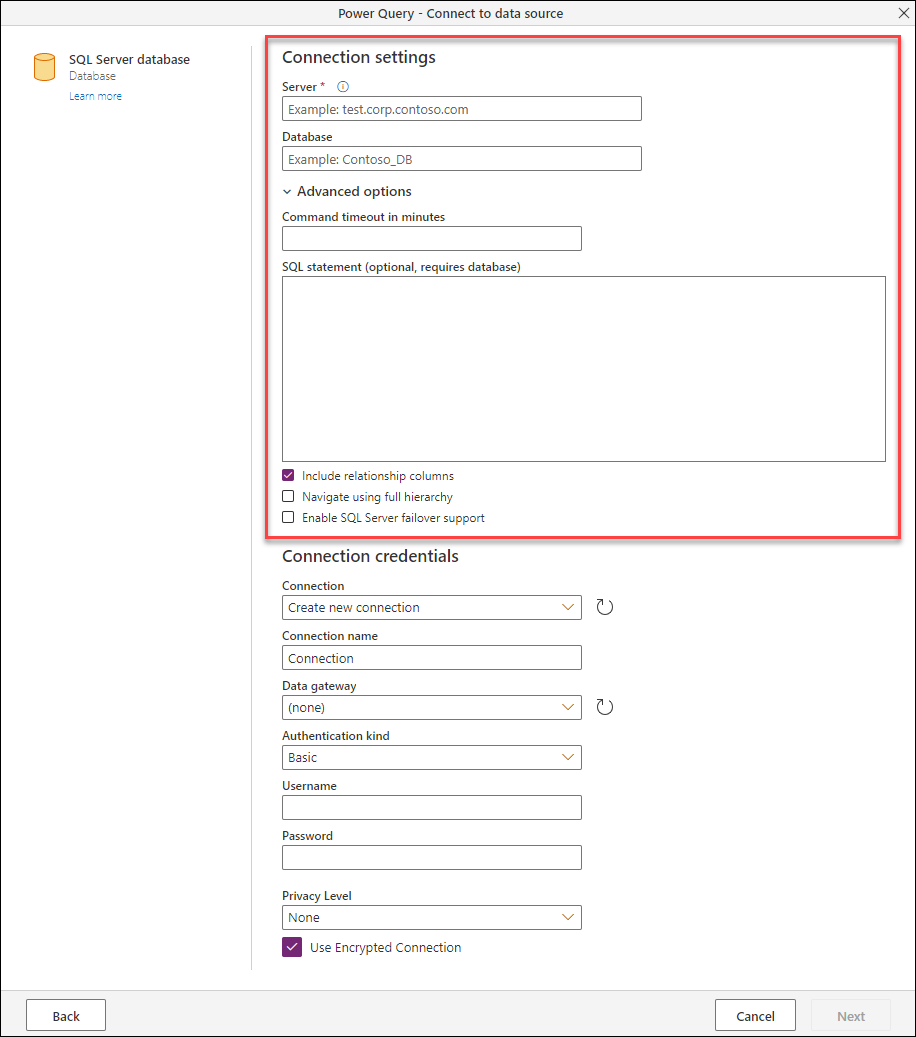 Power Query - Connect to data source
SQL Server database
Database
Learn more
Connection settings
Server *
Example: test.corp.contoso.com
Database
Example: Contoso_DB
Advanced options
Command timeout in minutes
SQL statement (optional, requires database)
Include relationship columns
Navigate using full hierarchy
Enable SQL Server failover support
Connection credentials
Connection
Create new connection
Connection name
Connection
Data gateway
(none)
Authentication kind
Basic
Username
Password
Privacy Level
None
Use Encrypted Connection
Back
Cancel
Next